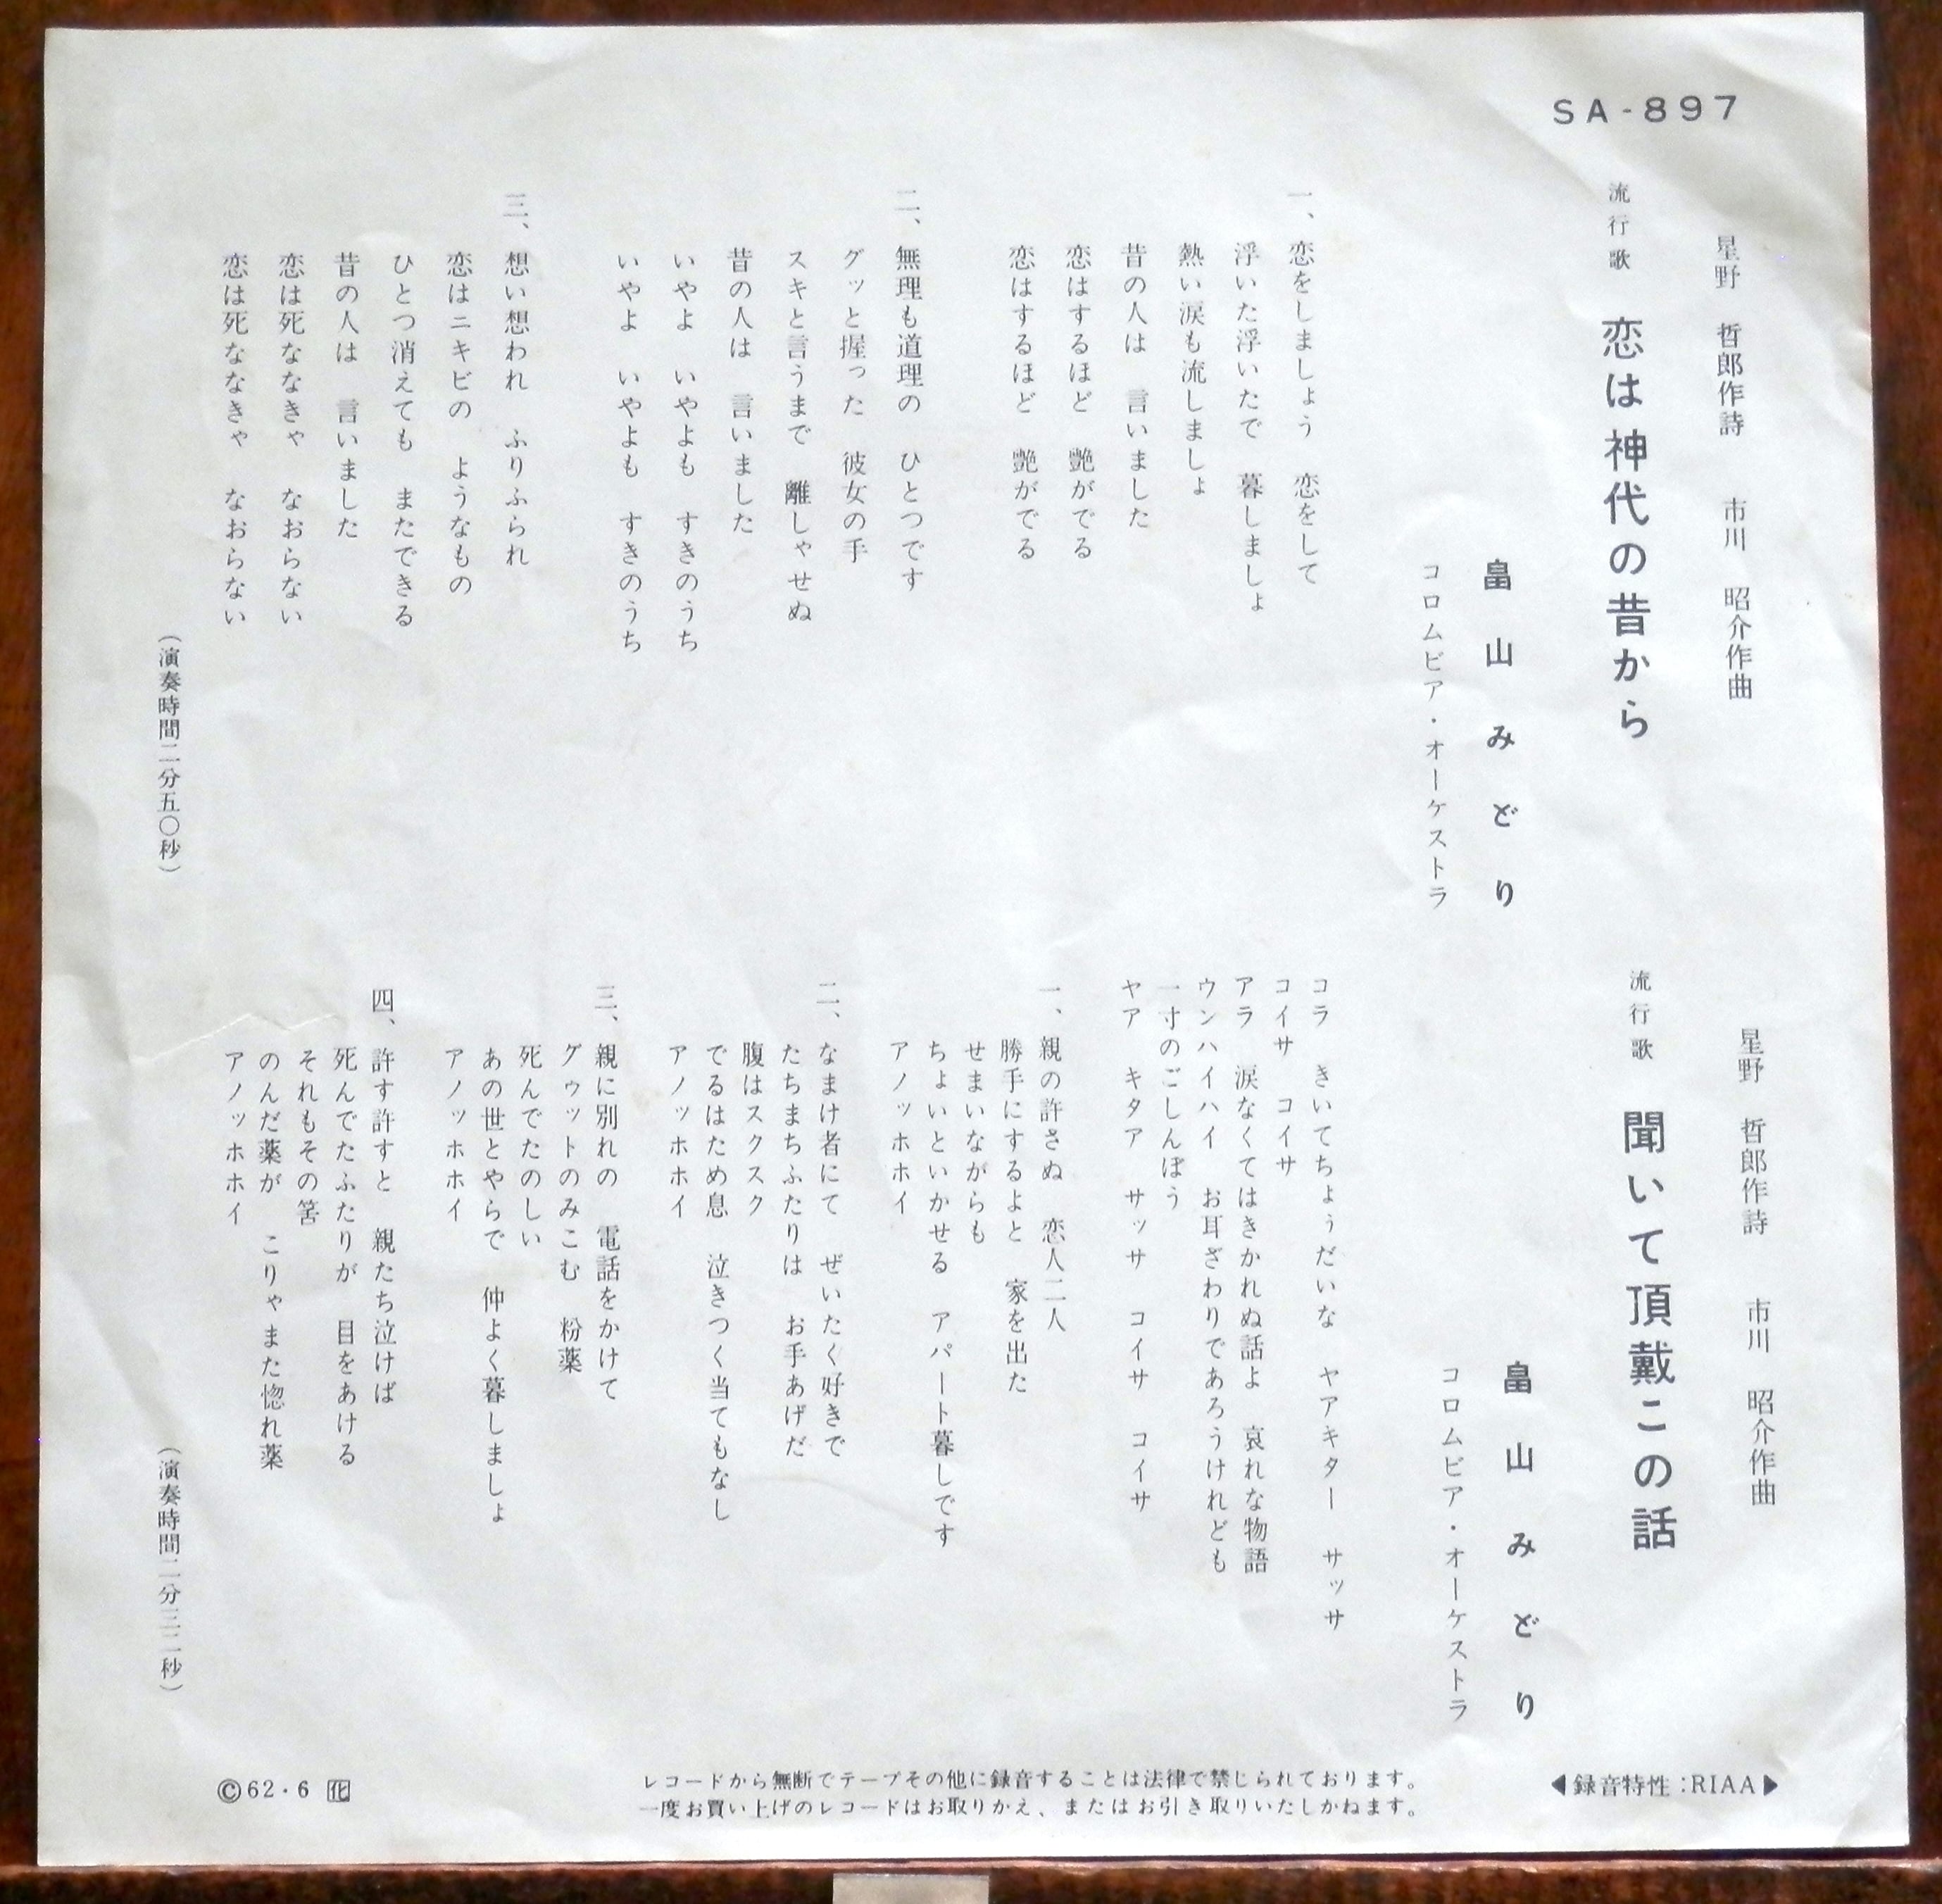 SA-897
星野 哲郎作詩 市川 昭介作曲
流行歌 恋は神代の昔から
畠山みどり
コロムビア・オーケストラ
一、恋をしましょう 恋をして
浮いた浮いたで 暮しましょ
熱い涙も流しましょ
昔の人は 言いました
恋はするほど 艶がでる
恋はするほど 艶がでる
二、無理も道理の ひとつです
グッと握った 彼女の手
スキと言うまで 離しゃせぬ
昔の人は 言いました
いやよ いやよも すきのうち
いやよ いやよも すきのうち
三、想い想われ ふりふられ
恋はニキビの ようなもの
ひとつ消えても またできる
昔の人は 言いました
恋は死ななきゃ なおらない
恋は死ななきゃ なおらない
(演奏時間二分五〇秒)
星野 哲郎作詩 市川 昭介作曲
流行歌 聞いて頂戴この話
畠山みどり
コロムビア・オーケストラ
コラ きいてちょうだいな ヤアキター サッサ
コイサ コイサ
アラ 涙なくてはきかれぬ話よ 哀れな物語
ウンハイハイ お耳ざわりであろうけれども
一寸のごしんぼう
ヤア キタア サッサ コイサ コイサ
一、親の許さぬ 恋人二人
勝手にするよと 家を出た
せまいながらも
ちょいといかせる アパート暮しです
アノッホホイ
二、なまけ者にて ぜいたく好きで
たちまちふたりは お手あげだ
腹はスクスク
でるはため息 泣きつく当てもなし
アノッホホイ
三、親に別れの 電話をかけて
グゥットのみこむ 粉薬
死んでたのしい
あの世とやらで 仲よく暮しましょ
アノッホホイ
四、許す許すと 親たち泣けば
死んでたふたりが 目をあける
それもその筈
のんだ薬が こりゃまた惚れ薬
アノッホホイ
(演奏時間二分三二秒)
©62・6 化
レコードから無断でテープその他に録音することは法律で禁じられております。
一度お買い上げのレコードはお取りかえ、またはお引き取りいたしかねます。
◀録音特性:RIAA▶